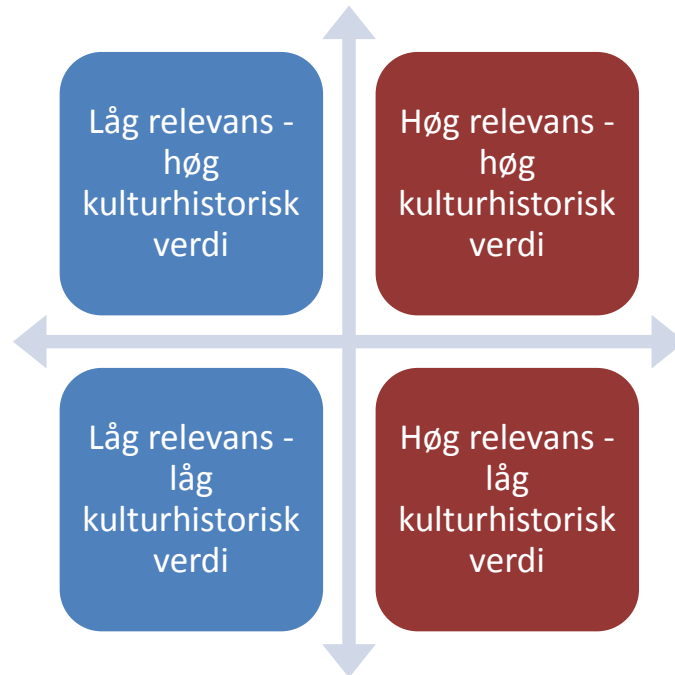 Låg relevans -
høg
kulturhistorisk
verdi
Høg relevans -
høg
kulturhistorisk
verdi
Låg relevans -
låg
kulturhistorisk
verdi
Høg relevans -
låg
kulturhistorisk
verdi